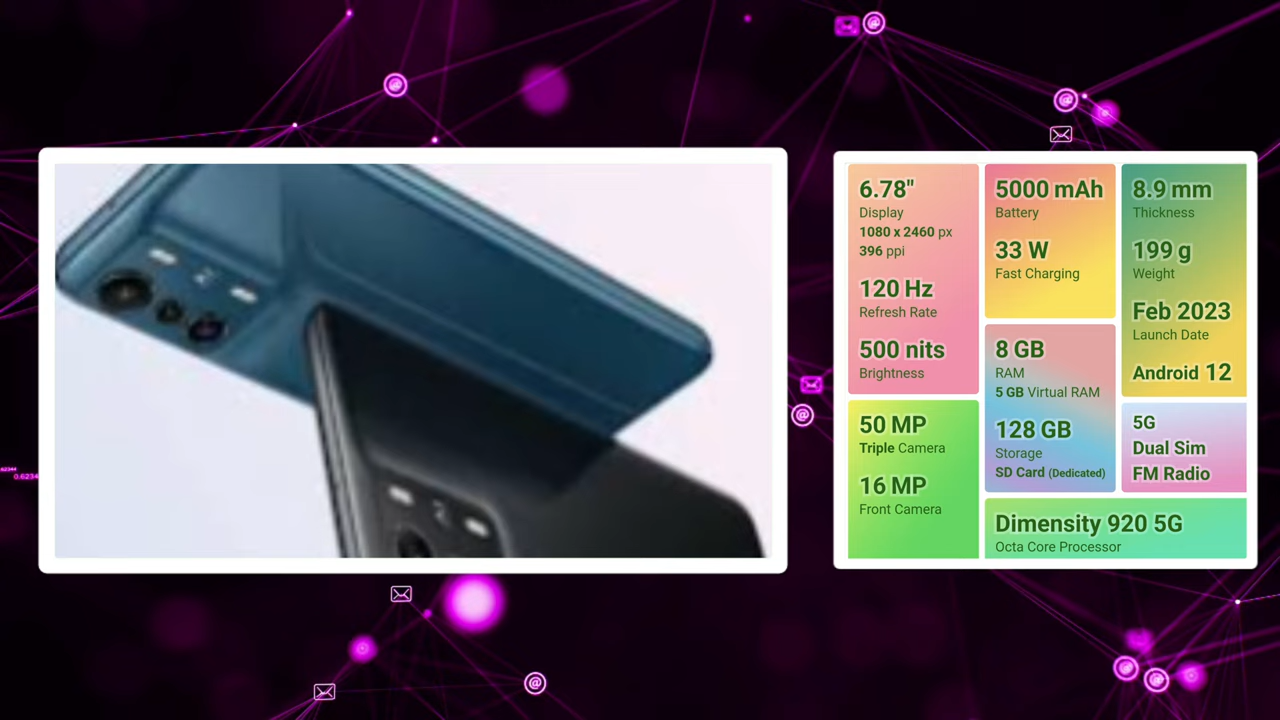 6.78"
Display
1080 x 2460 px
396 ppi
120 Hz
Refresh Rate
500 nits
Brightness
50 MP
Triple Camera
16 MP
Front Camera
5000 mAh
Battery
33 W
Fast Charging
8 GB
RAM
5 GB Virtual RAM
128 GB
Storage
SD Card (Dedicated)
8.9 mm
Thickness
199 g
Weight
Feb 2023
Launch Date
Android 12
5G
Dual Sim
FM Radio
Dimensity 920 5G
Octa Core Processor